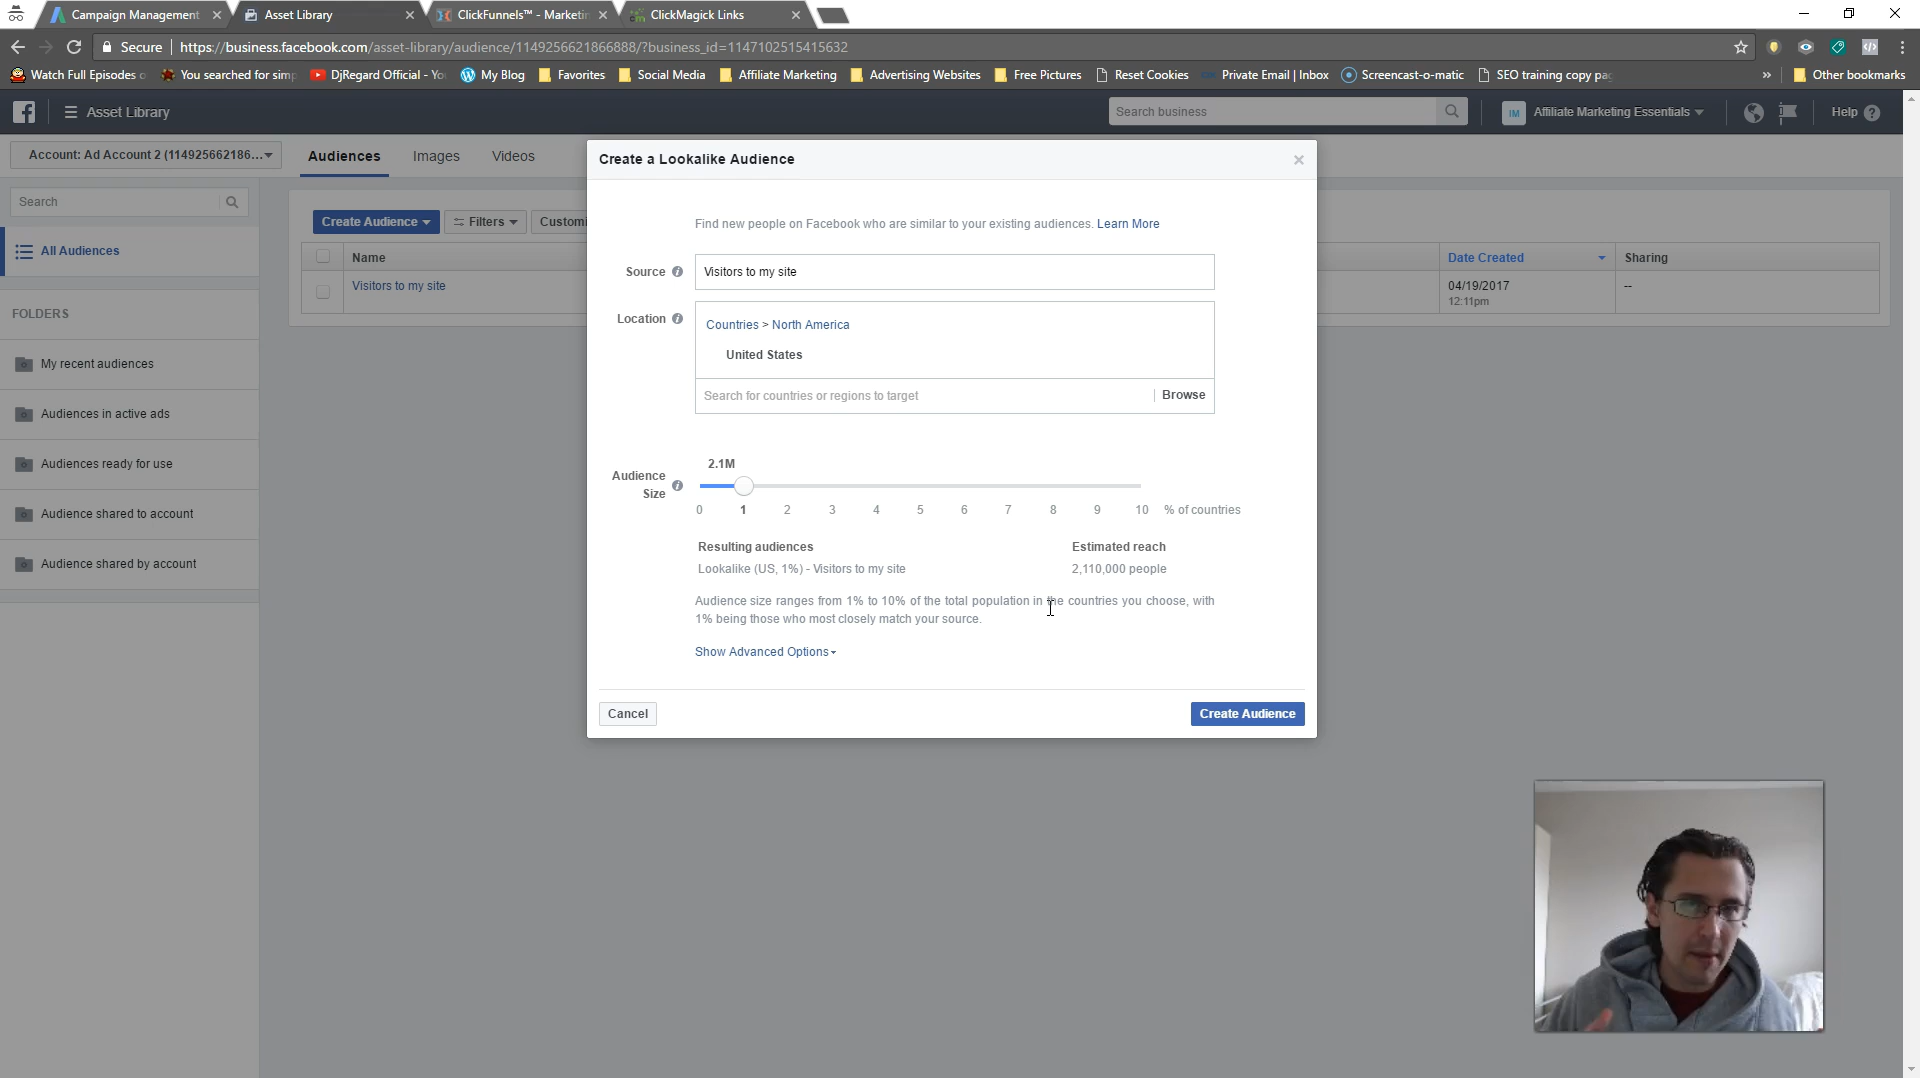 Campaign Management
Asset Library
ClickFunnels™ - Marketin
ClickMagick Links
Secure
https://business.facebook.com/asset-library/audience/1149256621866888/?business_id=1147102515415632
Watch Full Episodes o
You searched for simp
DjRegard Official - Yo
My Blog
Favorites
Social Media
Affiliate Marketing
Advertising Websites
Free Pictures
Reset Cookies
Private Email | Inbox
Screencast-o-matic
SEO training copy pag
»
Other bookmarks
Asset Library
Search business
IM
Affiliate Marketing Essentials
Help
Account: Ad Account 2 (114925662186...
Audiences
Images
Videos
Search
All Audiences
FOLDERS
My recent audiences
Audiences in active ads
Audiences ready for use
Audience shared to account
Audience shared by account
Create Audience
Filters
Customi
Name
Date Created
Sharing
Visitors to my site
04/19/2017
12:11pm
--
Create a Lookalike Audience
Find new people on Facebook who are similar to your existing audiences. Learn More
Source
Visitors to my site
Location
Countries > North America
United States
Search for countries or regions to target
Browse
2.1M
Audience
Size
0 1 2 3 4 5 6 7 8 9 10 % of countries
Resulting audiences
Estimated reach
Lookalike (US, 1%) - Visitors to my site
2,110,000 people
Audience size ranges from 1% to 10% of the total population in the countries you choose, with
1% being those who most closely match your source.
Show Advanced Options
Cancel
Create Audience